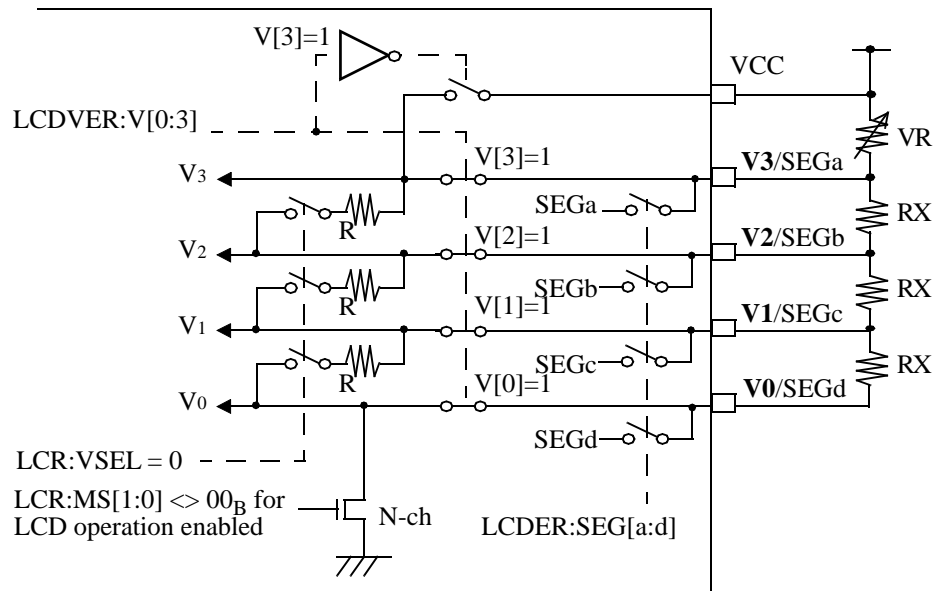 V[3]=1
VCC
LCDVER:V[0:3]
VR
V3
V[3]=1
V3/SEGa
SEGa
R
RX
V2
V[2]=1
V2/SEGb
SEGb
R
RX
V1
V[1]=1
V1/SEGc
SEGc
R
RX
V0
V[0]=1
V0/SEGd
SEGd
LCR:VSEL = 0
LCR:MS[1:0] <> 00B for
LCD operation enabled
N-ch
LCDER:SEG[a:d]